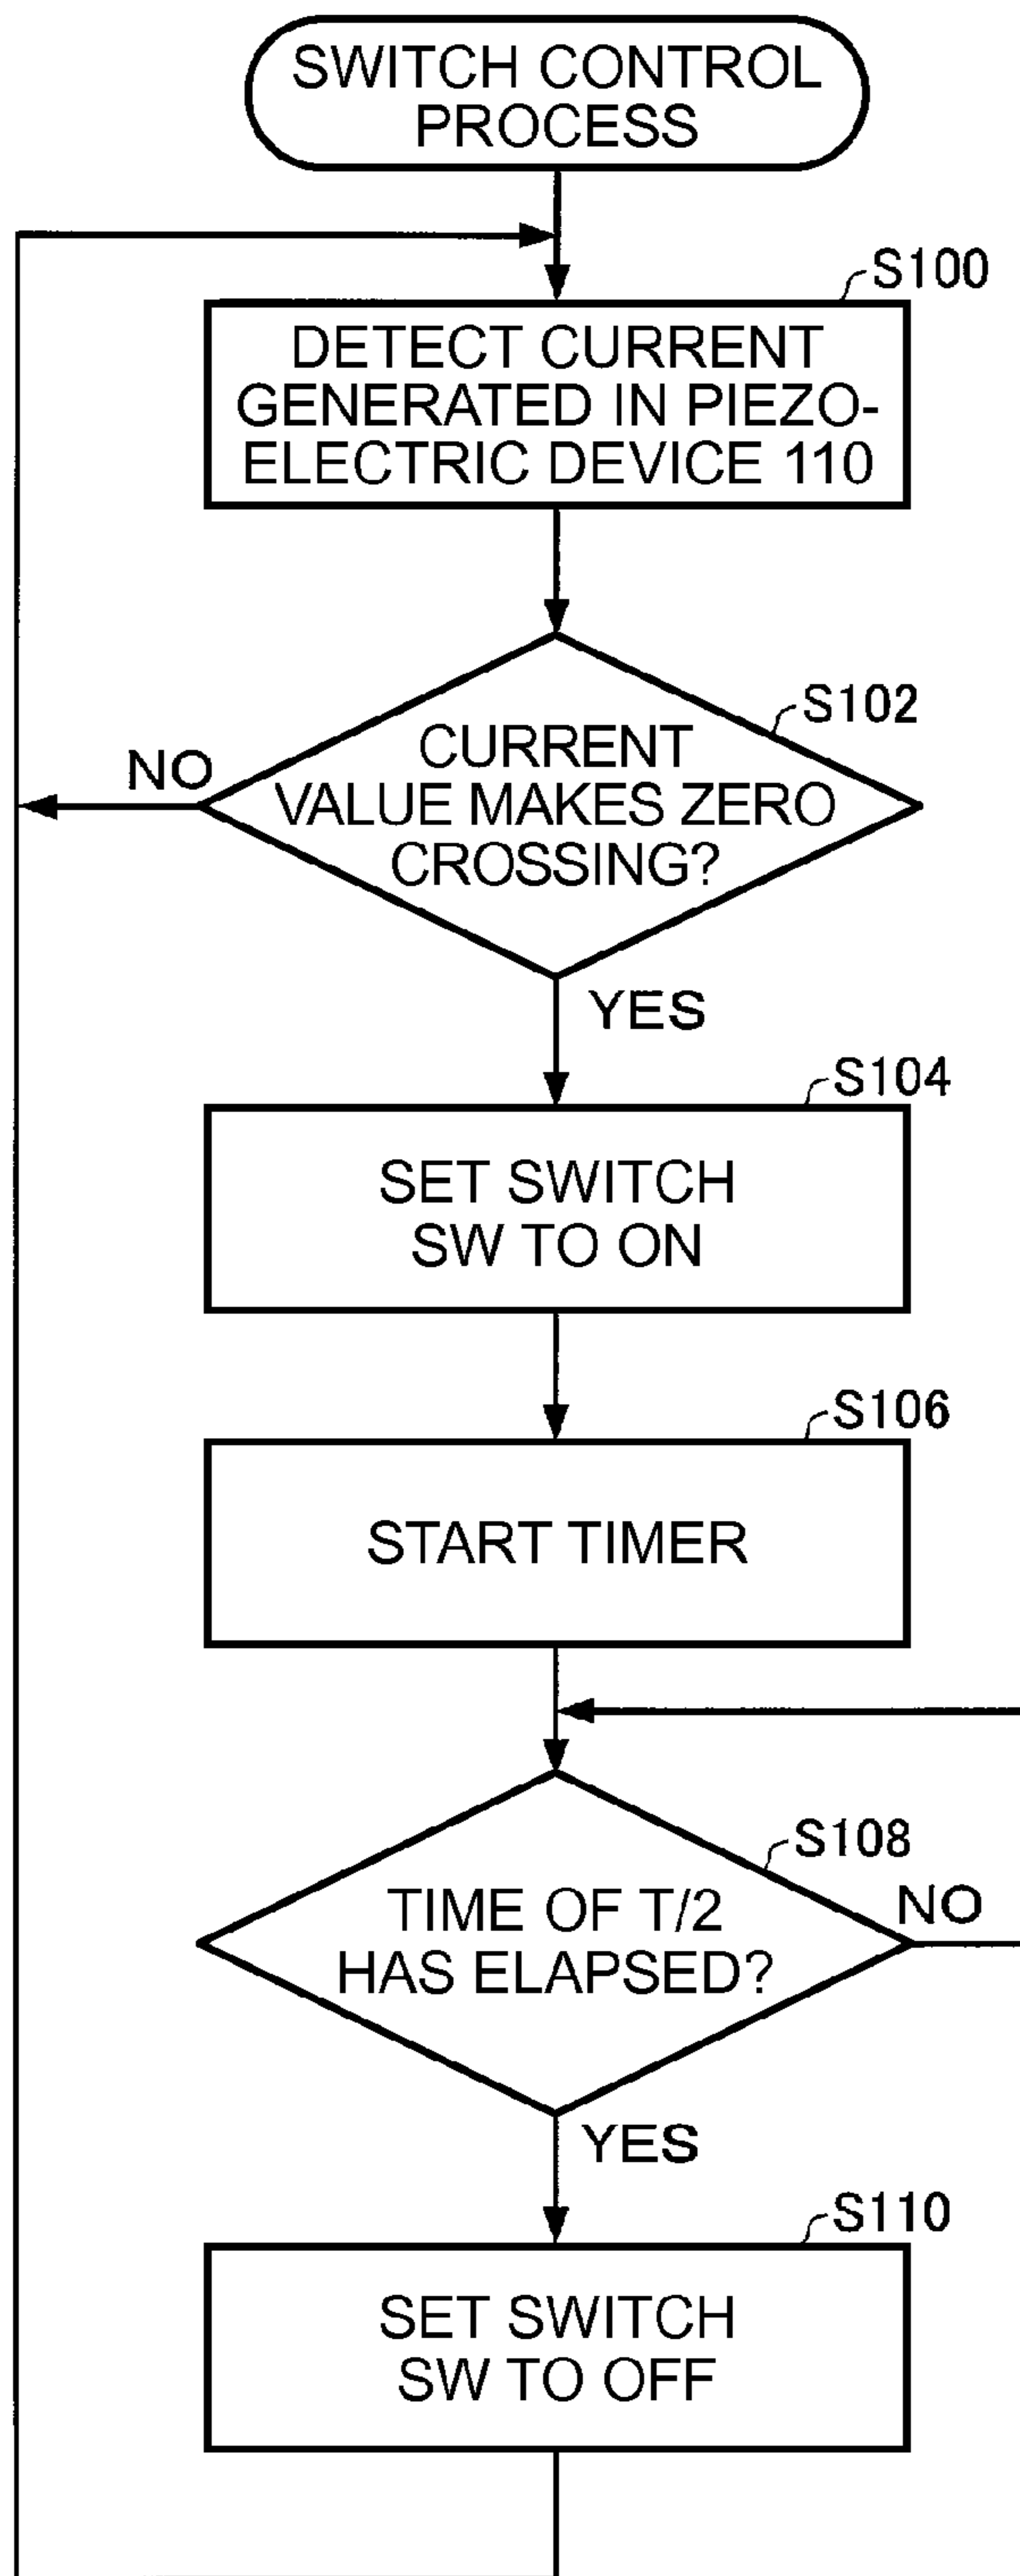 SWITCH CONTROL
PROCESS
S100
DETECT CURRENT
GENERATED IN PIEZO-
ELECTRIC DEVICE 110
S102
NO
CURRENT
VALUE MAKES ZERO
CROSSING?
YES
S104
SET SWITCH
SW TO ON
S106
START TIMER
S108
NO
TIME OF T/2
HAS ELAPSED?
YES
S110
SET SWITCH
SW TO OFF